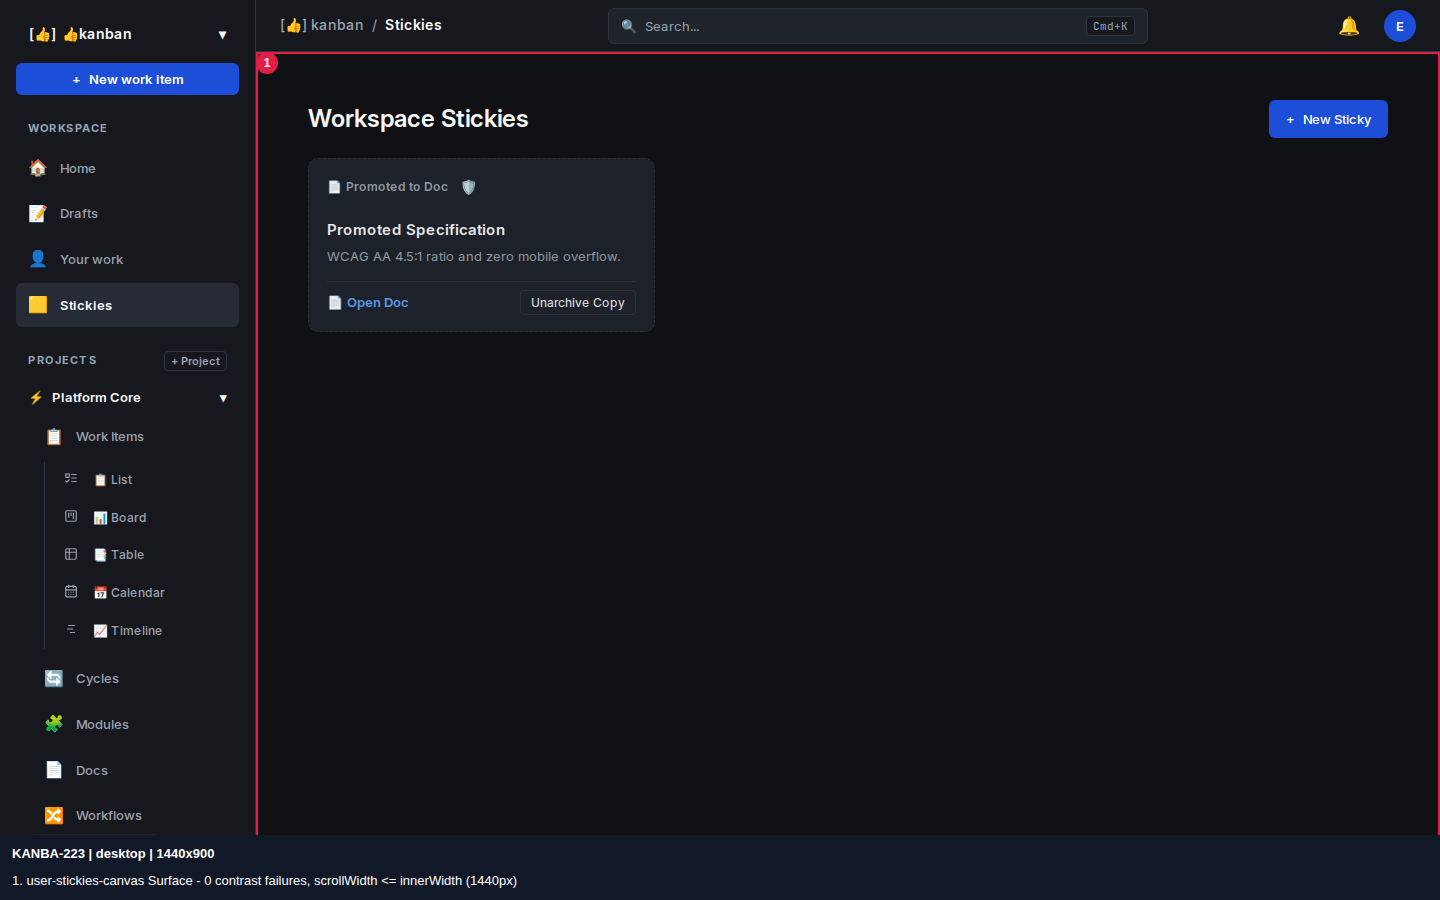 [👍] 👍kanban ▾
+ New work item
WORKSPACE
🏠 Home
📝 Drafts
👤 Your work
🟨 Stickies
PROJECTS + Project
⚡ Platform Core ▾
📋 Work Items
📋 List
📊 Board
📑 Table
📅 Calendar
📈 Timeline
🔄 Cycles
🧩 Modules
📄 Docs
🔀 Workflows
[👍] kanban / Stickies
🔍 Search... Cmd+K
🔔 E
1
Workspace Stickies
+ New Sticky
📄 Promoted to Doc 🛡️
Promoted Specification
WCAG AA 4.5:1 ratio and zero mobile overflow.
📄 Open Doc Unarchive Copy
KANBA-223 | desktop | 1440x900
1. user-stickies-canvas Surface - 0 contrast failures, scrollWidth <= innerWidth (1440px)